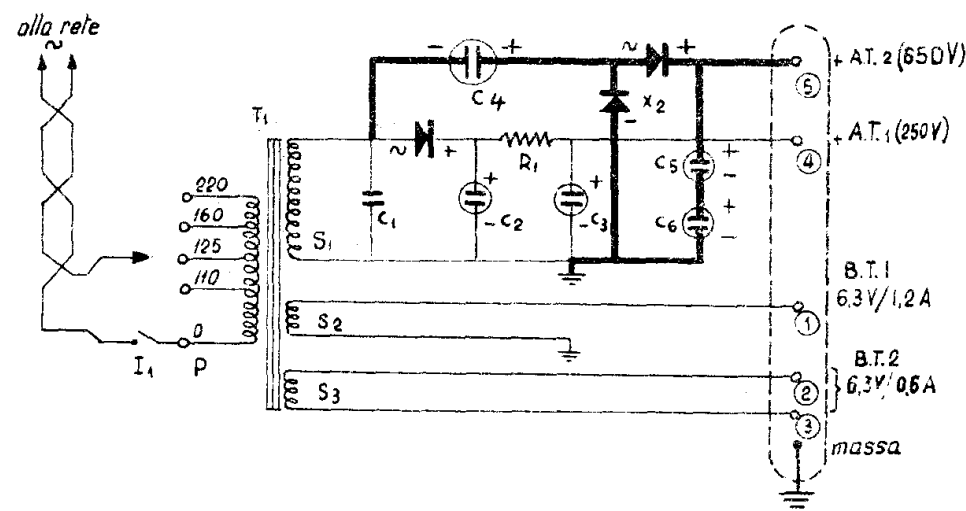 alla rete
~
- +
C4
~ +
X2
-
+ A.T.2 (650V)
5
T1
~ +
R1
+ A.T.1 (250V)
4
C1
+
- C2
+
- C3
C5 +
-
C6 +
-
220
160
125
110
0
I1
P
S1
S2
S3
B.T.1
6,3V/1,2A
1
B.T.2
6,3V/0,6A
2
3
massa